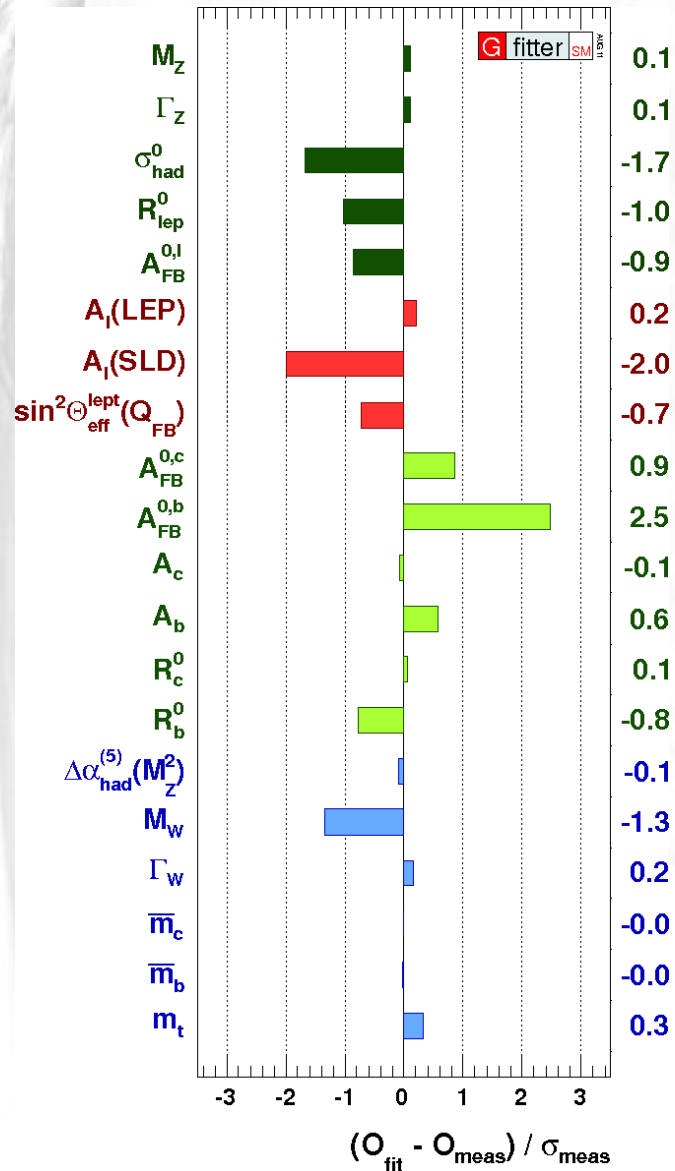 G fitter SM AUG 11
M_Z 0.1
Γ_Z 0.1
σ^0_had -1.7
R^0_lep -1.0
A^0,l_FB -0.9
A_l(LEP) 0.2
A_l(SLD) -2.0
sin²Θ^lept_eff(Q_FB) -0.7
A^0,c_FB 0.9
A^0,b_FB 2.5
A_c -0.1
A_b 0.6
R^0_c 0.1
R^0_b -0.8
Δα^(5)_had(M²_Z) -0.1
M_W -1.3
Γ_W 0.2
m̅_c -0.0
m̅_b -0.0
m_t 0.3
-3 -2 -1 0 1 2 3
(O_fit - O_meas) / σ_meas